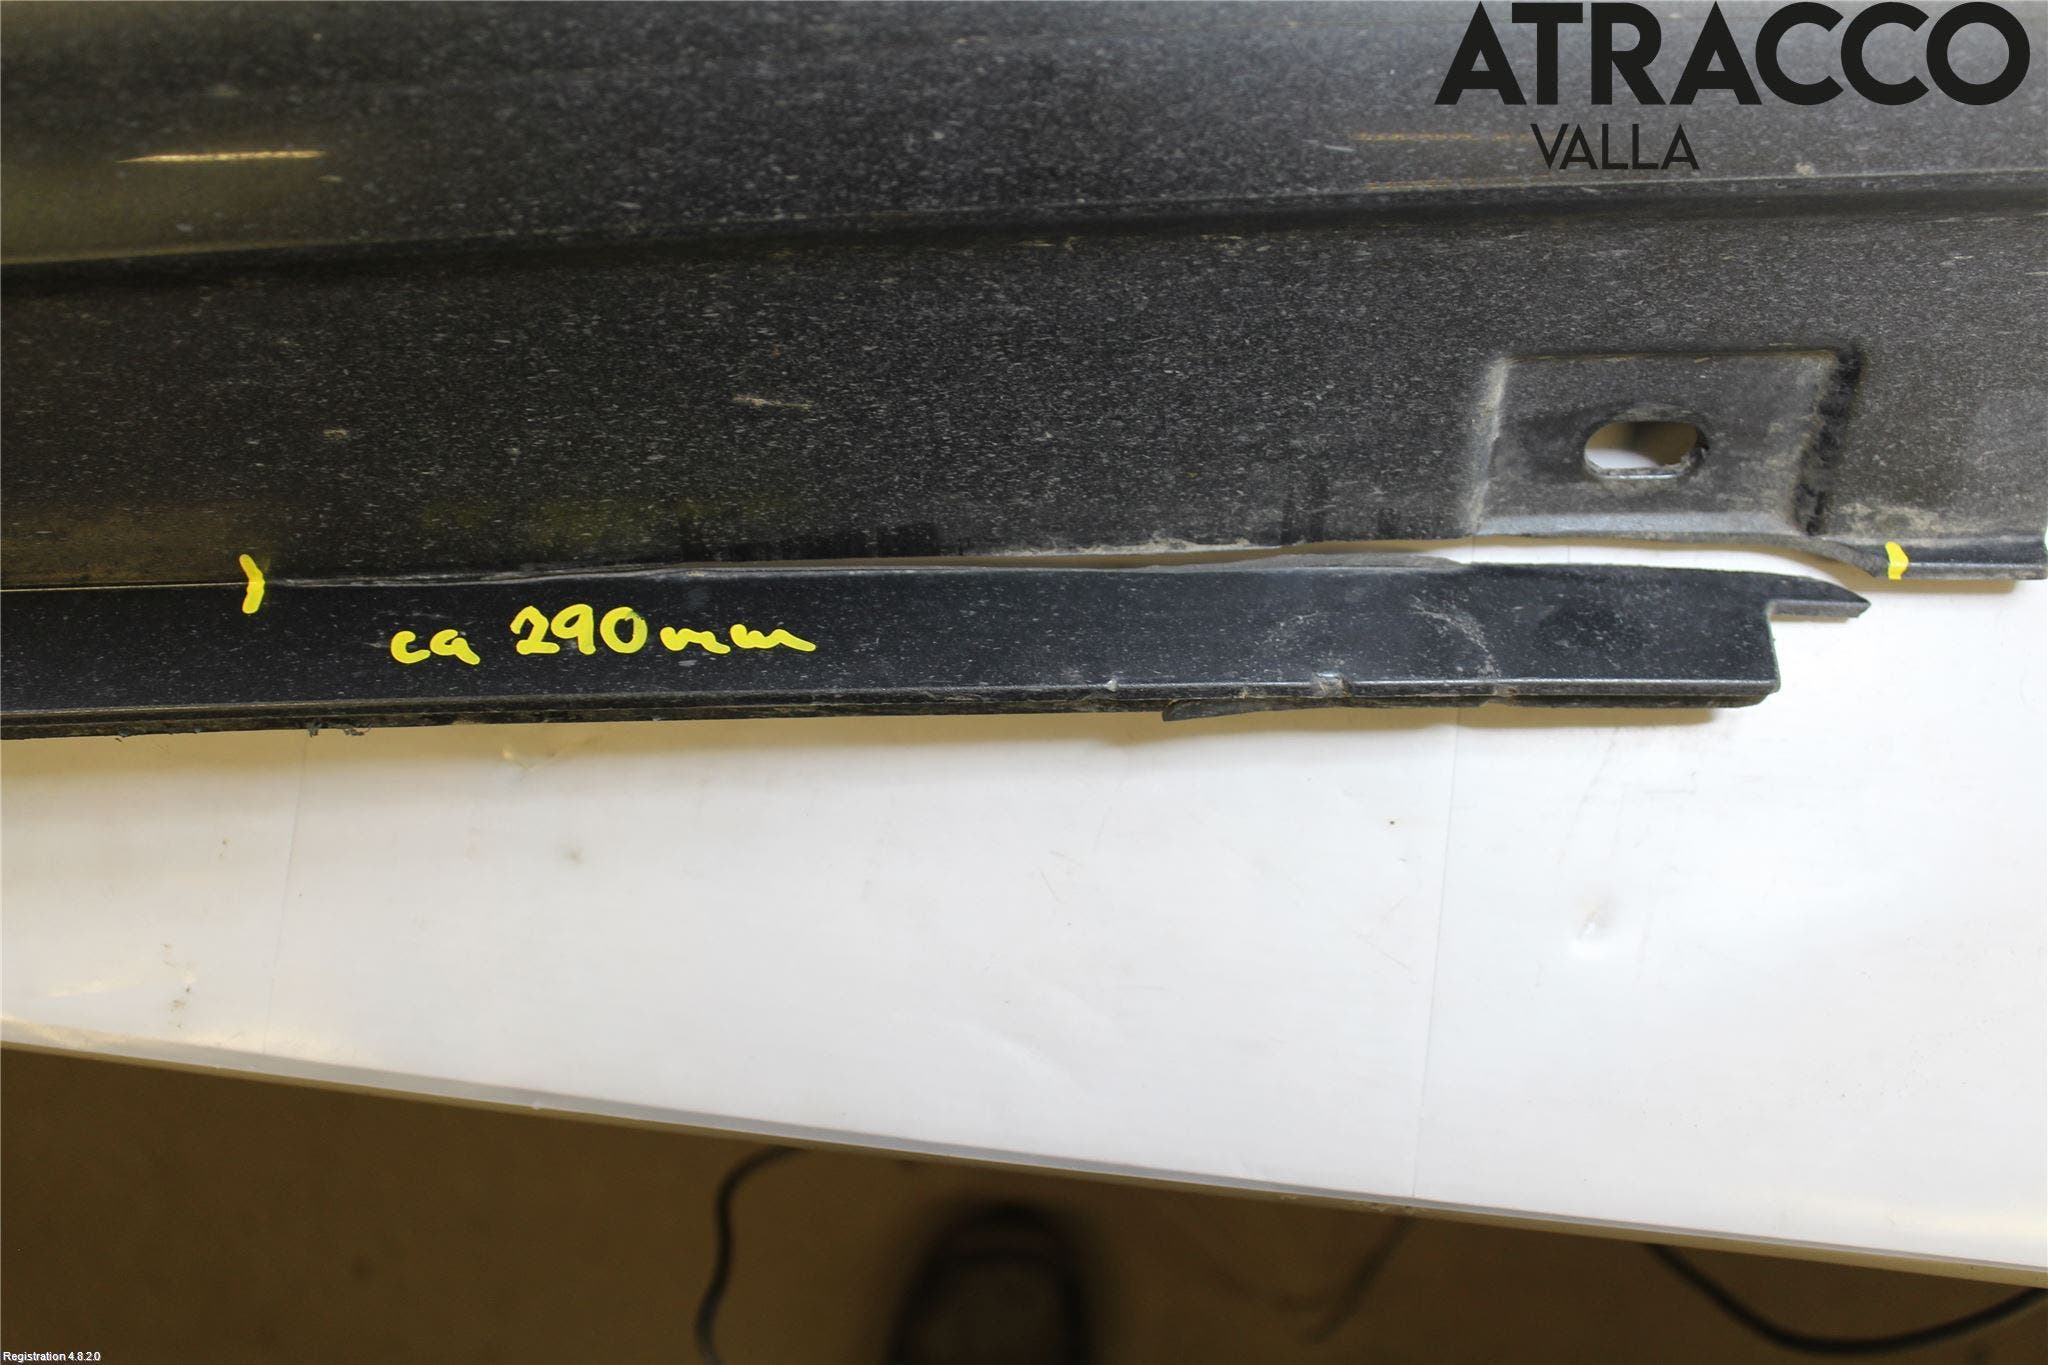 ATRACCO
VALLA
ca 290mm
Registration 4.8.2.0